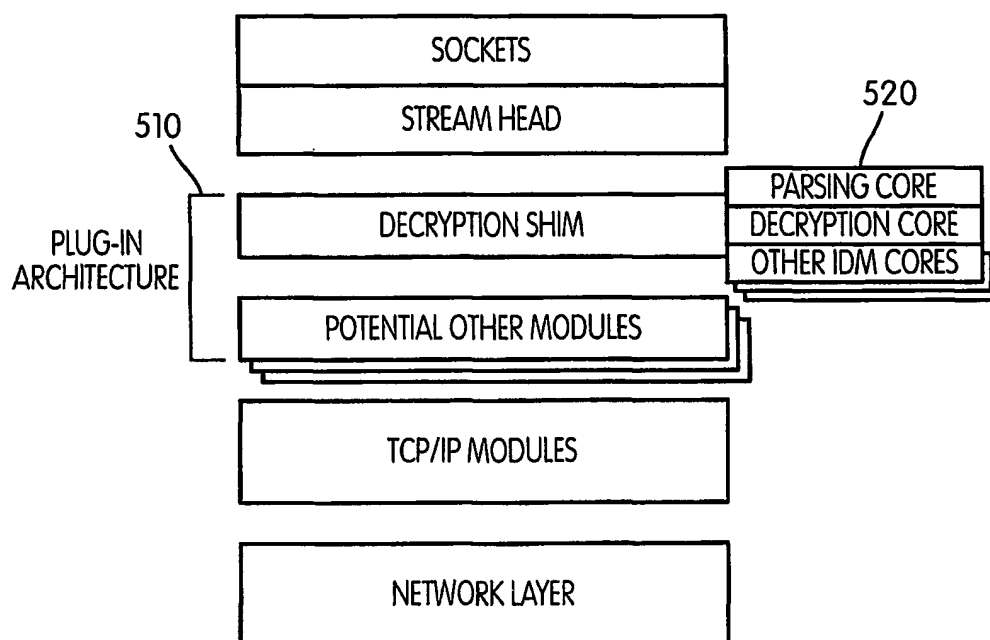 SOCKETS
STREAM HEAD
510
520
PLUG-IN
ARCHITECTURE
DECRYPTION SHIM
PARSING CORE
DECRYPTION CORE
OTHER IDM CORES
POTENTIAL OTHER MODULES
TCP/IP MODULES
NETWORK LAYER